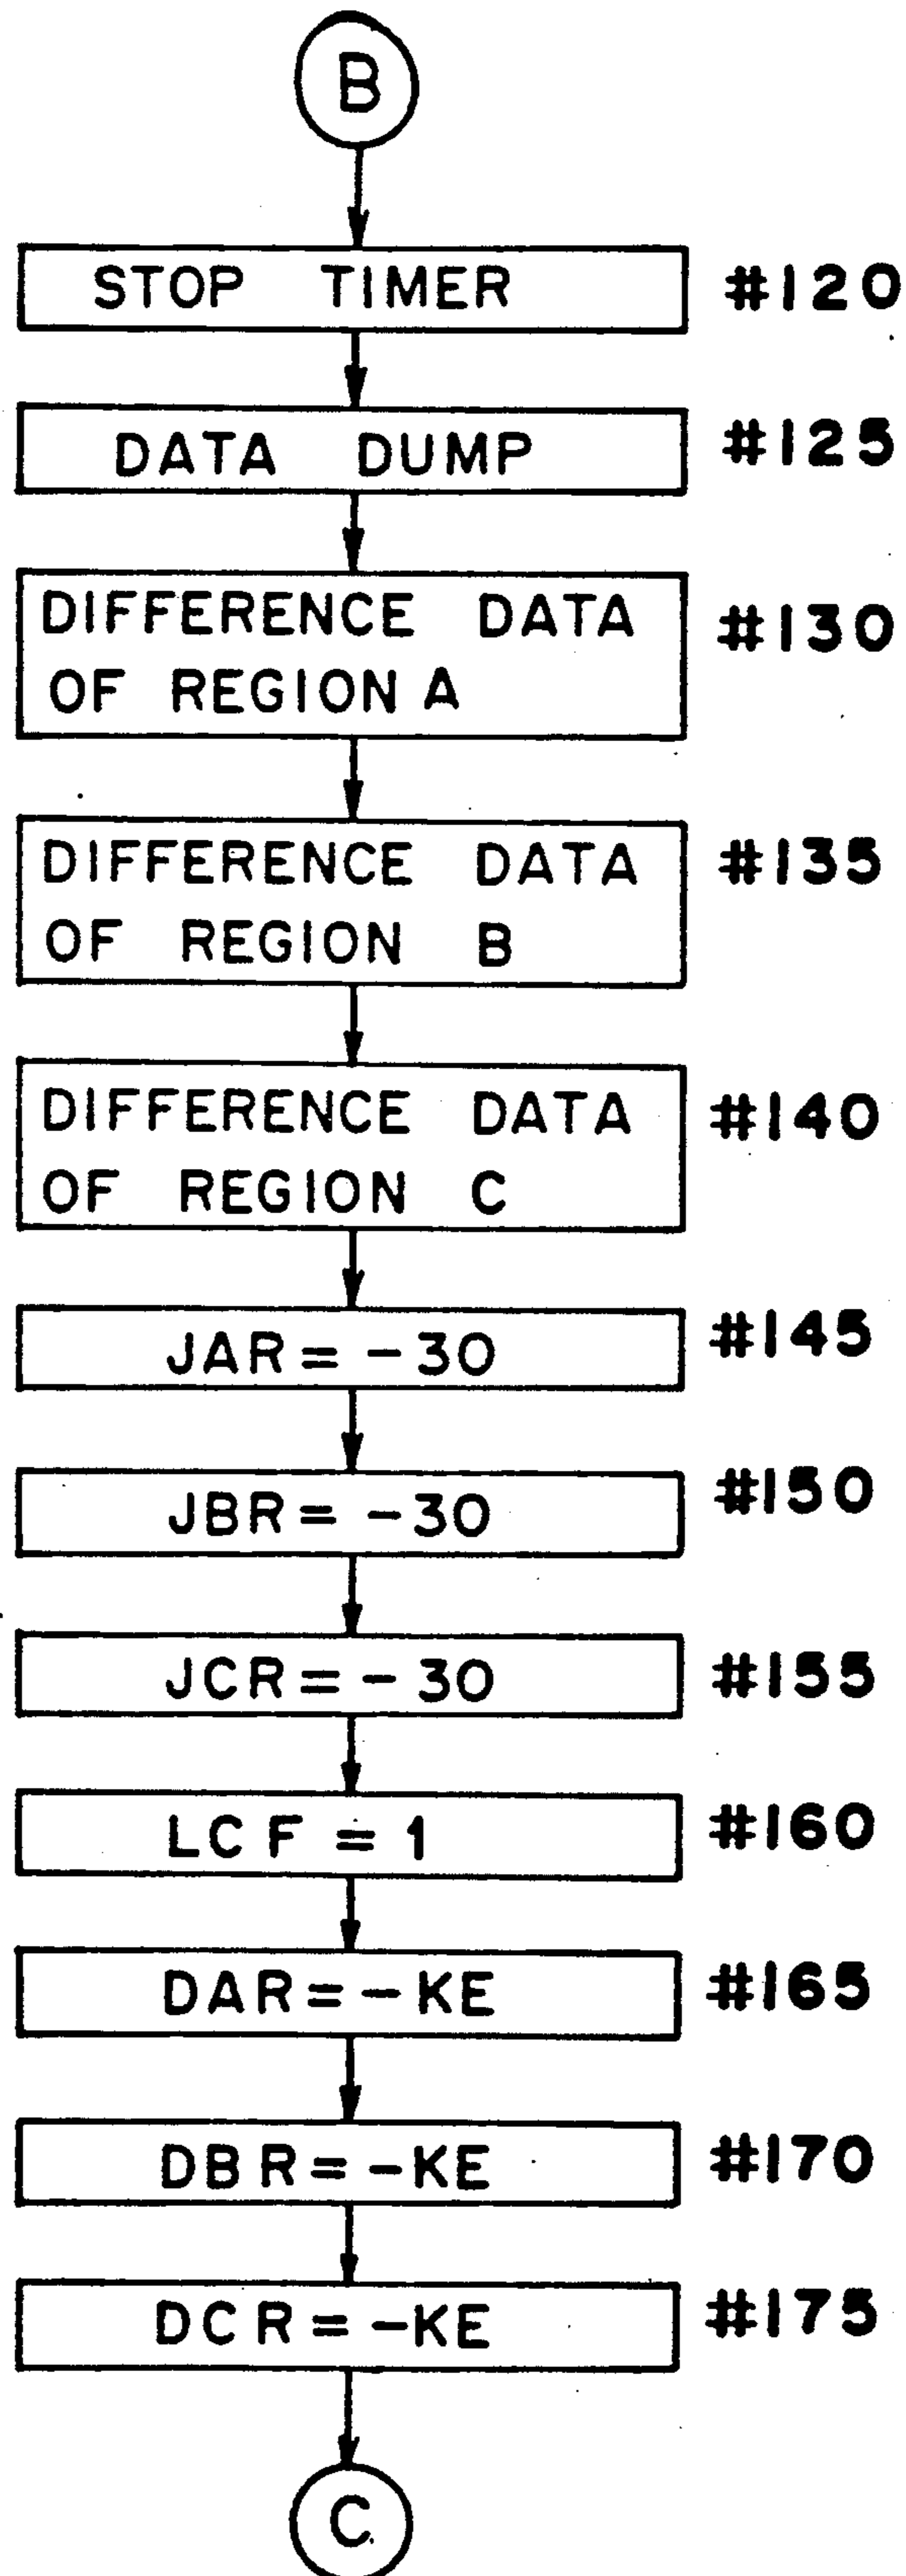 B
STOP TIMER #120
DATA DUMP #125
DIFFERENCE DATA #130
OF REGION A
DIFFERENCE DATA #135
OF REGION B
DIFFERENCE DATA #140
OF REGION C
JAR = -30 #145
JBR = -30 #150
JCR = -30 #155
LCF = 1 #160
DAR = -KE #165
DBR = -KE #170
DCR = -KE #175
C